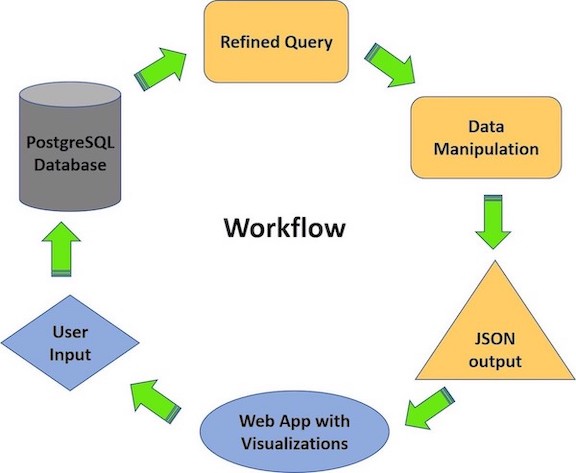 Refined Query
PostgreSQL
Database
Data
Manipulation
Workflow
User
Input
JSON
output
Web App with
Visualizations